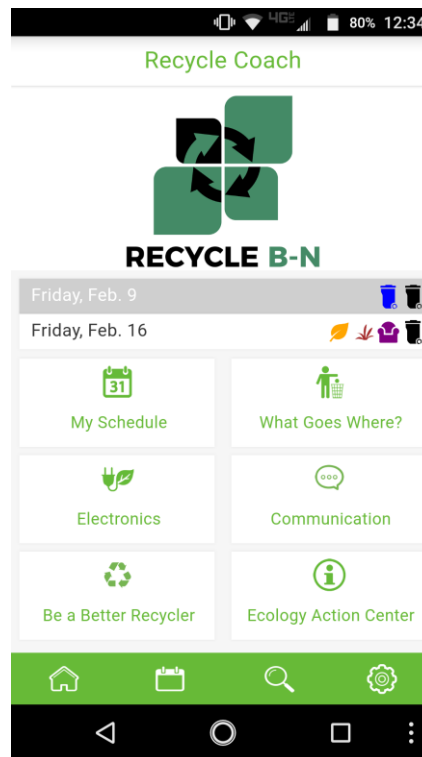 4G 80% 12:34
Recycle Coach
RECYCLE B-N
Friday, Feb. 9
Friday, Feb. 16
31
My Schedule What Goes Where?
Electronics Communication
Be a Better Recycler Ecology Action Center